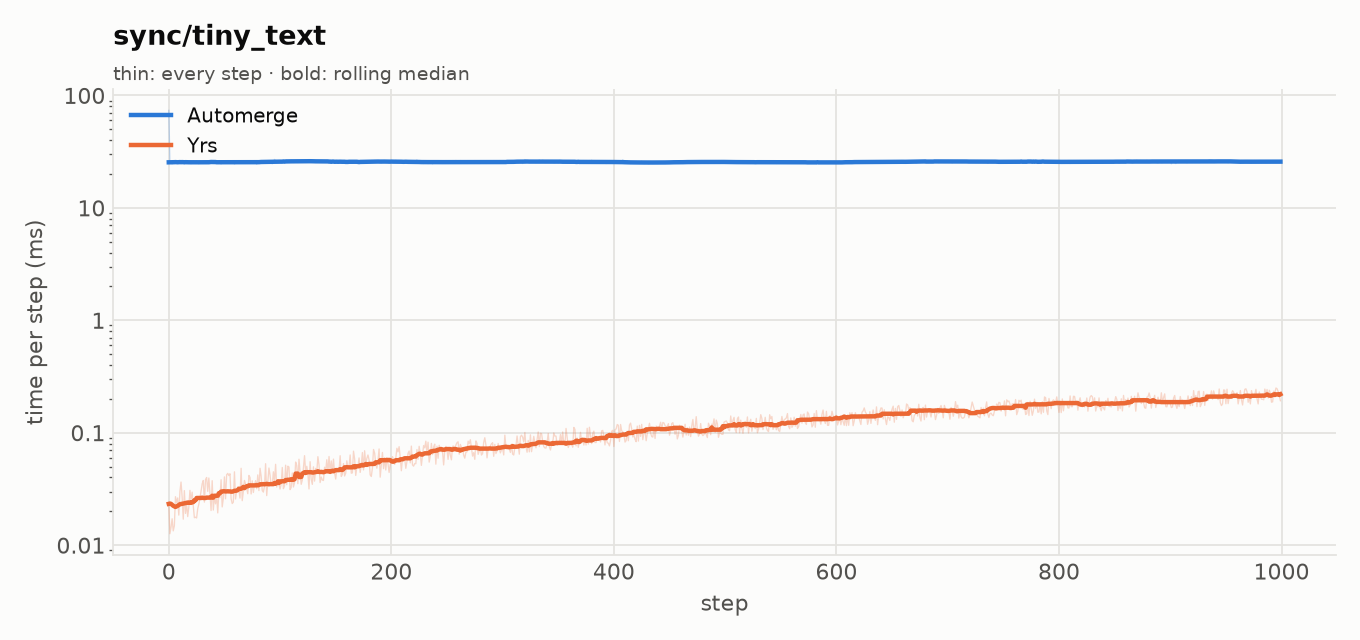 sync/tiny_text
thin: every step · bold: rolling median
100
10
1
0.1
0.01
time per step (ms)
Automerge
Yrs
0 200 400 600 800 1000
step